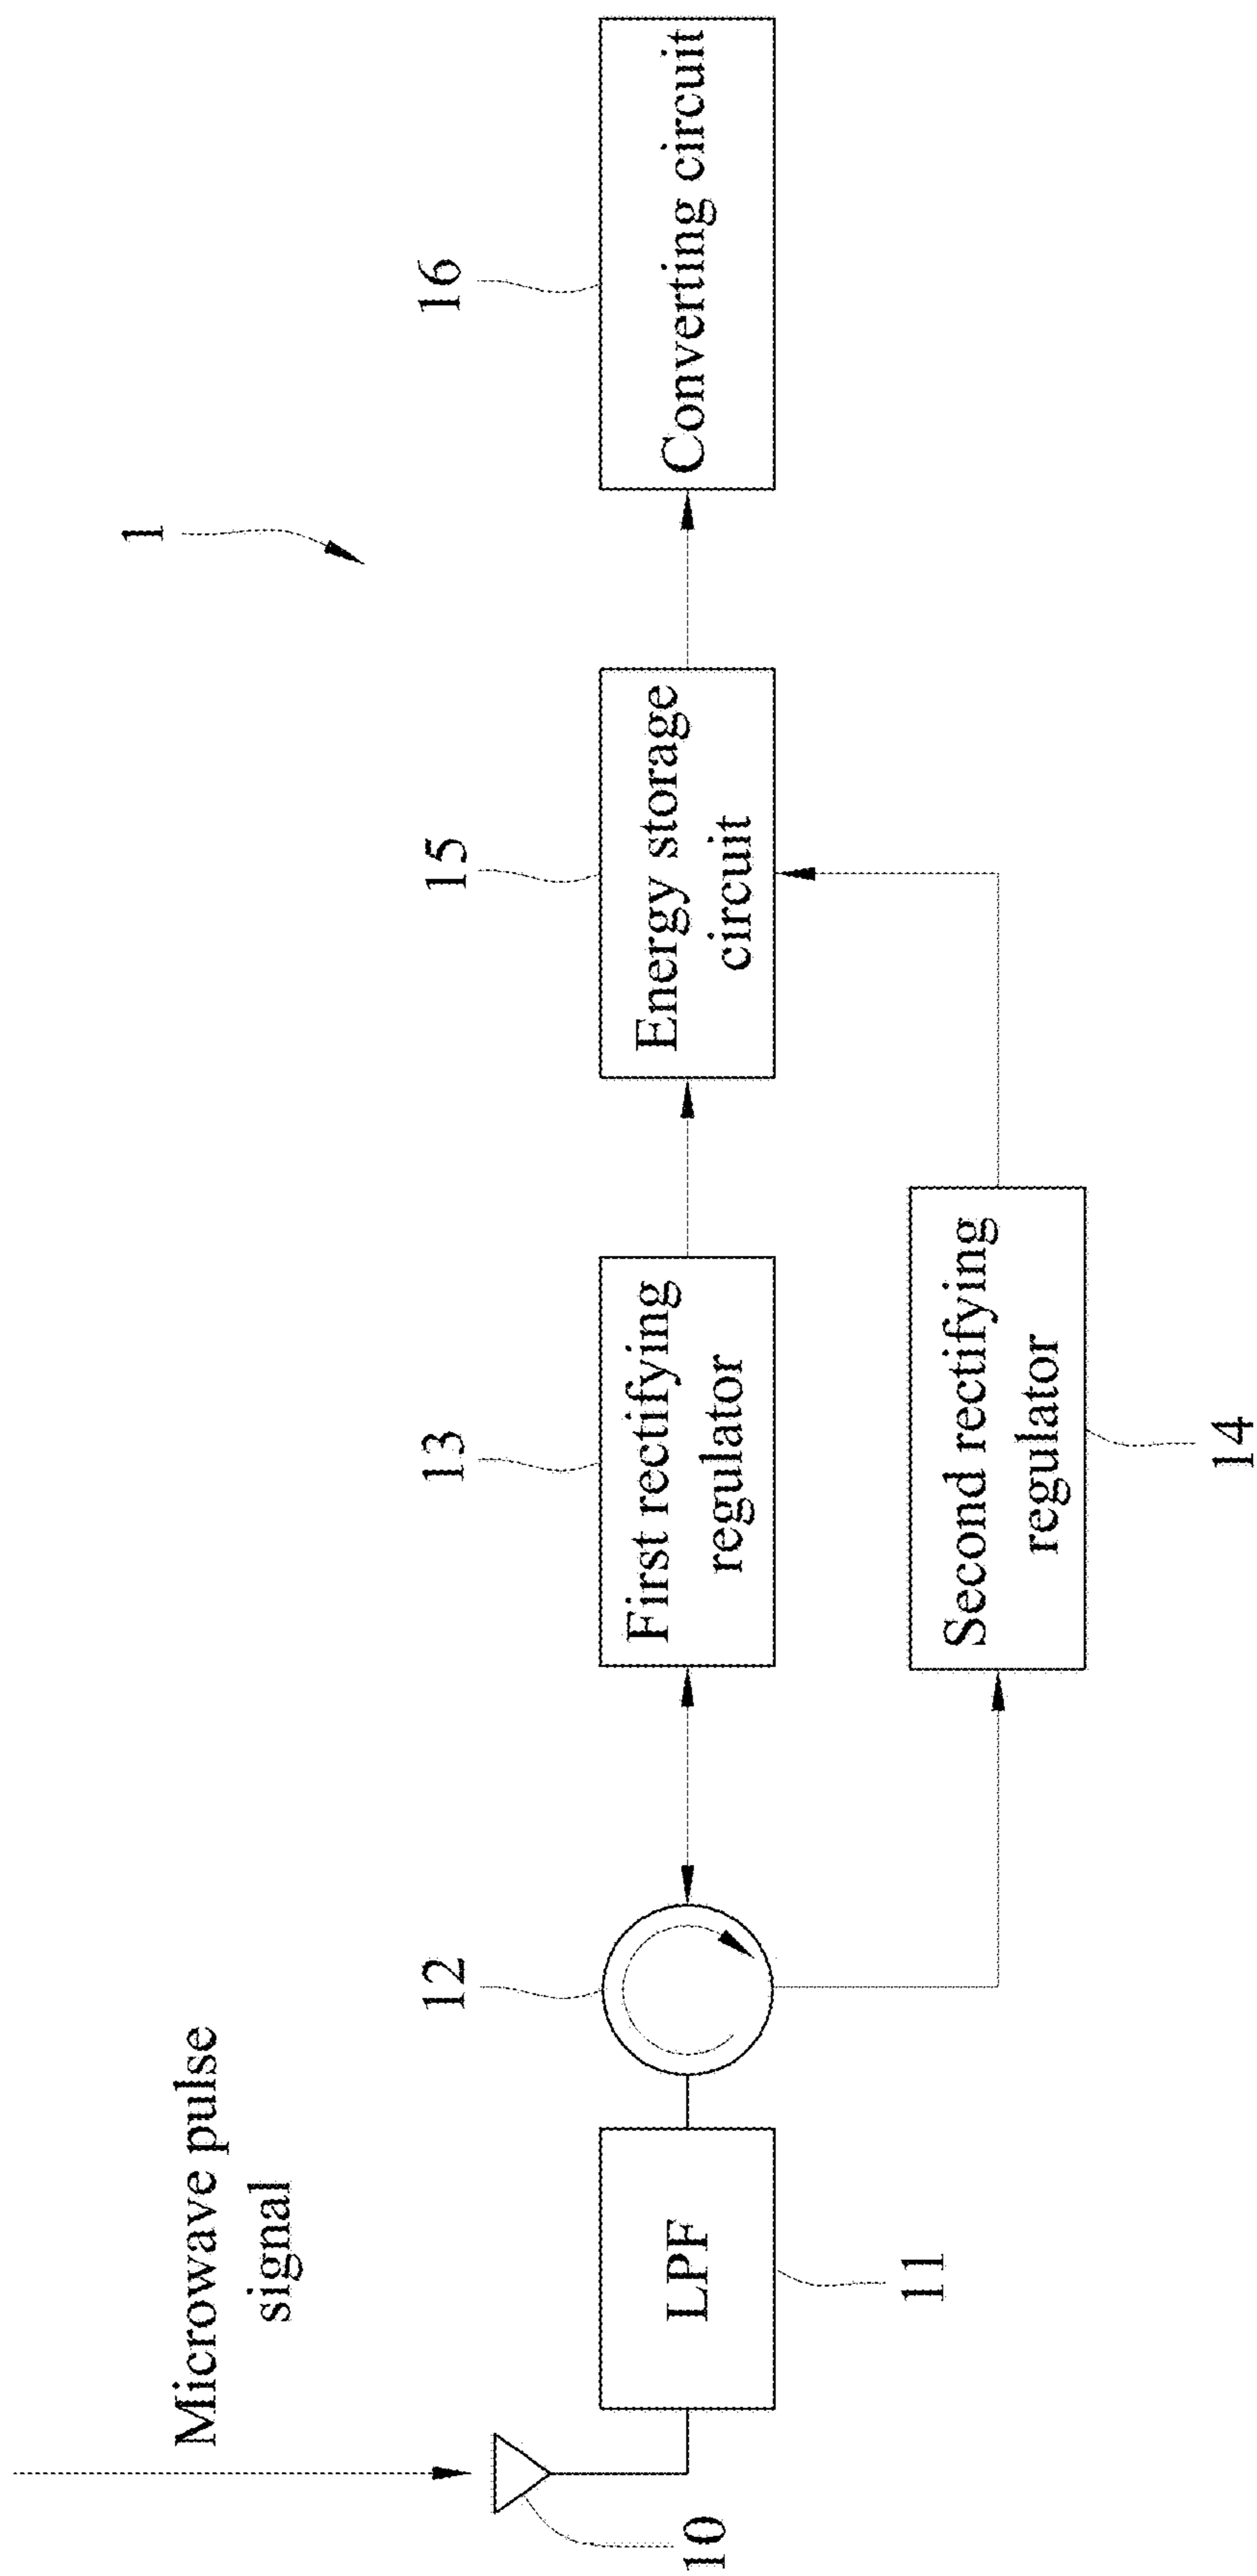 1
Microwave pulse
signal
10
LPF
11
12
First rectifying
regulator
13
Second rectifying
regulator
14
Energy storage
circuit
15
Converting circuit
16